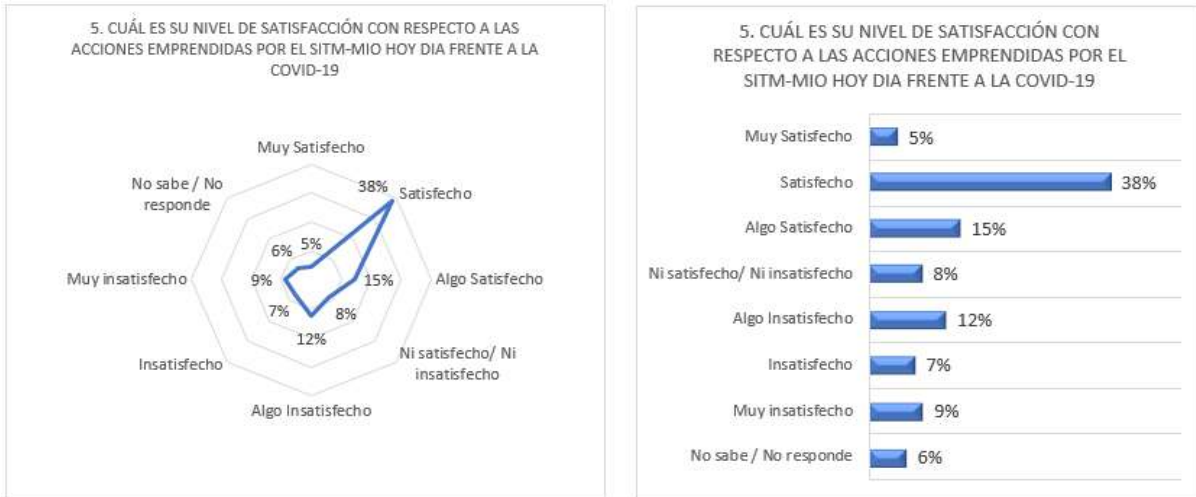 5. CUÁL ES SU NIVEL DE SATISFACCIÓN CON RESPECTO A LAS
ACCIONES EMPRENDIDAS POR EL SITM-MIO HOY DIA FRENTE A LA
COVID-19
Muy Satisfecho
No sabe / No
responde
38%
Satisfecho
6%
5%
Muy insatisfecho
9%
15%
Algo Satisfecho
7%
8%
12%
Insatisfecho
Ni satisfecho/ Ni
insatisfecho
Algo Insatisfecho
5. CUÁL ES SU NIVEL DE SATISFACCIÓN CON
RESPECTO A LAS ACCIONES EMPRENDIDAS POR EL
SITM-MIO HOY DIA FRENTE A LA COVID-19
Muy Satisfecho 5%
Satisfecho 38%
Algo Satisfecho 15%
Ni satisfecho/ Ni insatisfecho 8%
Algo Insatisfecho 12%
Insatisfecho 7%
Muy insatisfecho 9%
No sabe / No responde 6%